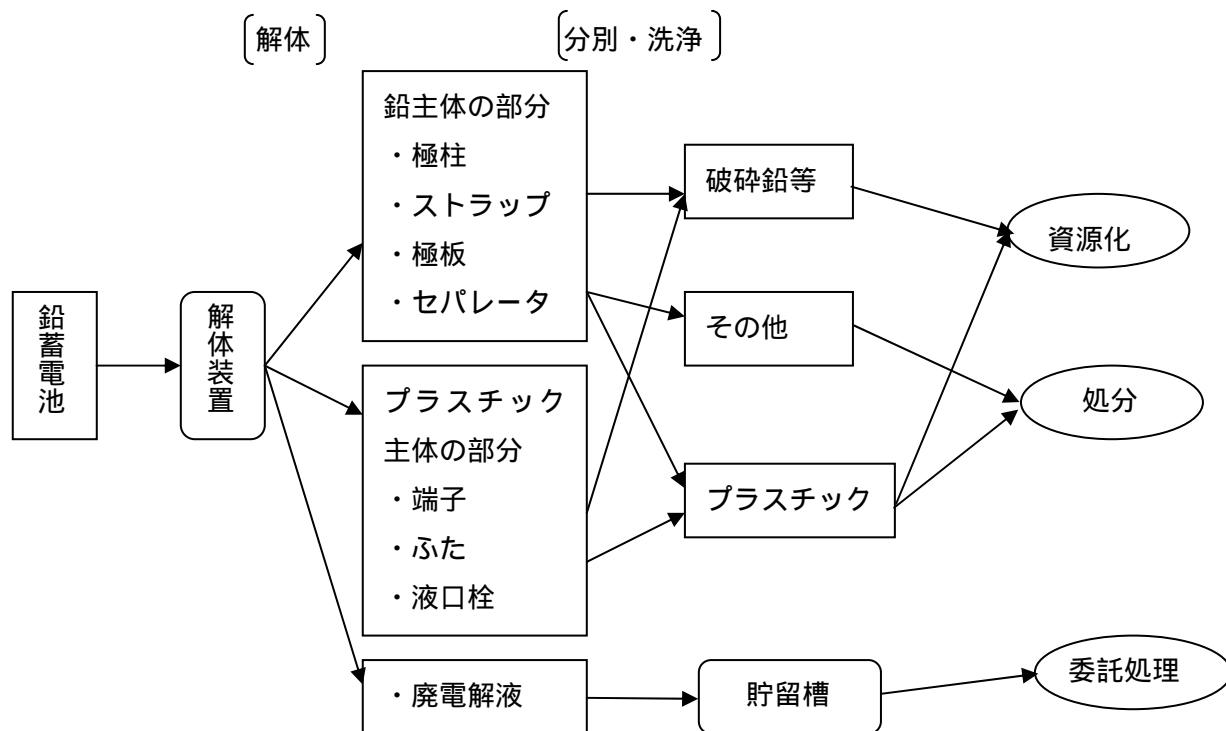 解体
分別・洗浄
鉛蓄電池
解体装置
鉛主体の部分
・極柱
・ストラップ
・極板
・セパレータ
プラスチック
主体の部分
・端子
・ふた
・液口栓
・廃電解液
破砕鉛等
その他
プラスチック
貯留槽
資源化
処分
委託処理